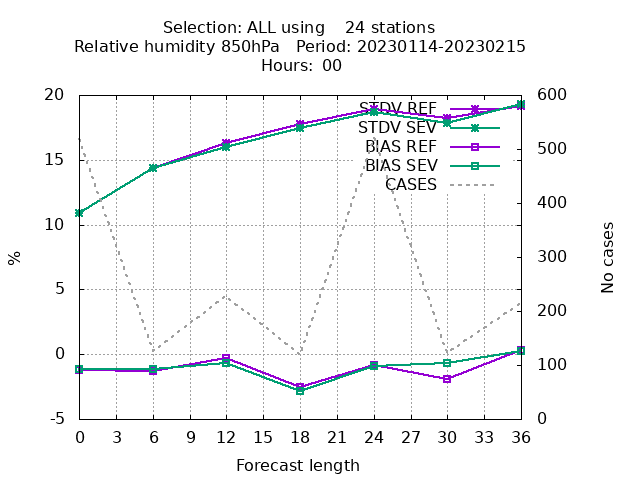 Selection: ALL using    24 stations
Relative humidity 850hPa   Period: 20230114-20230215
Hours: 00
STDV REF
STDV SEV
BIAS REF
BIAS SEV
CASES
20
15
10
5
0
-5
%
600
500
400
300
200
100
0
No cases
0 3 6 9 12 15 18 21 24 27 30 33 36
Forecast length